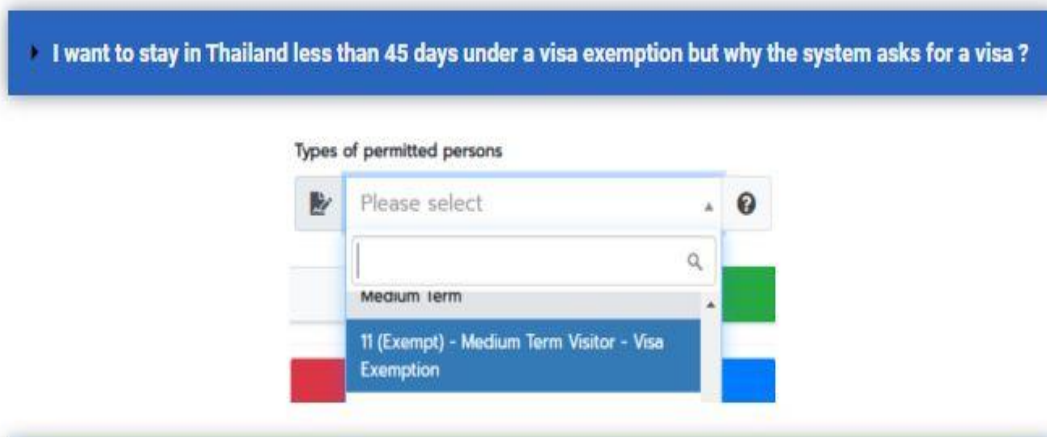 I want to stay in Thailand less than 45 days under a visa exemption but why the system asks for a visa ?
Types of permitted persons
Please select
Medium Term
11 (Exempt) - Medium Term Visitor - Visa
Exemption